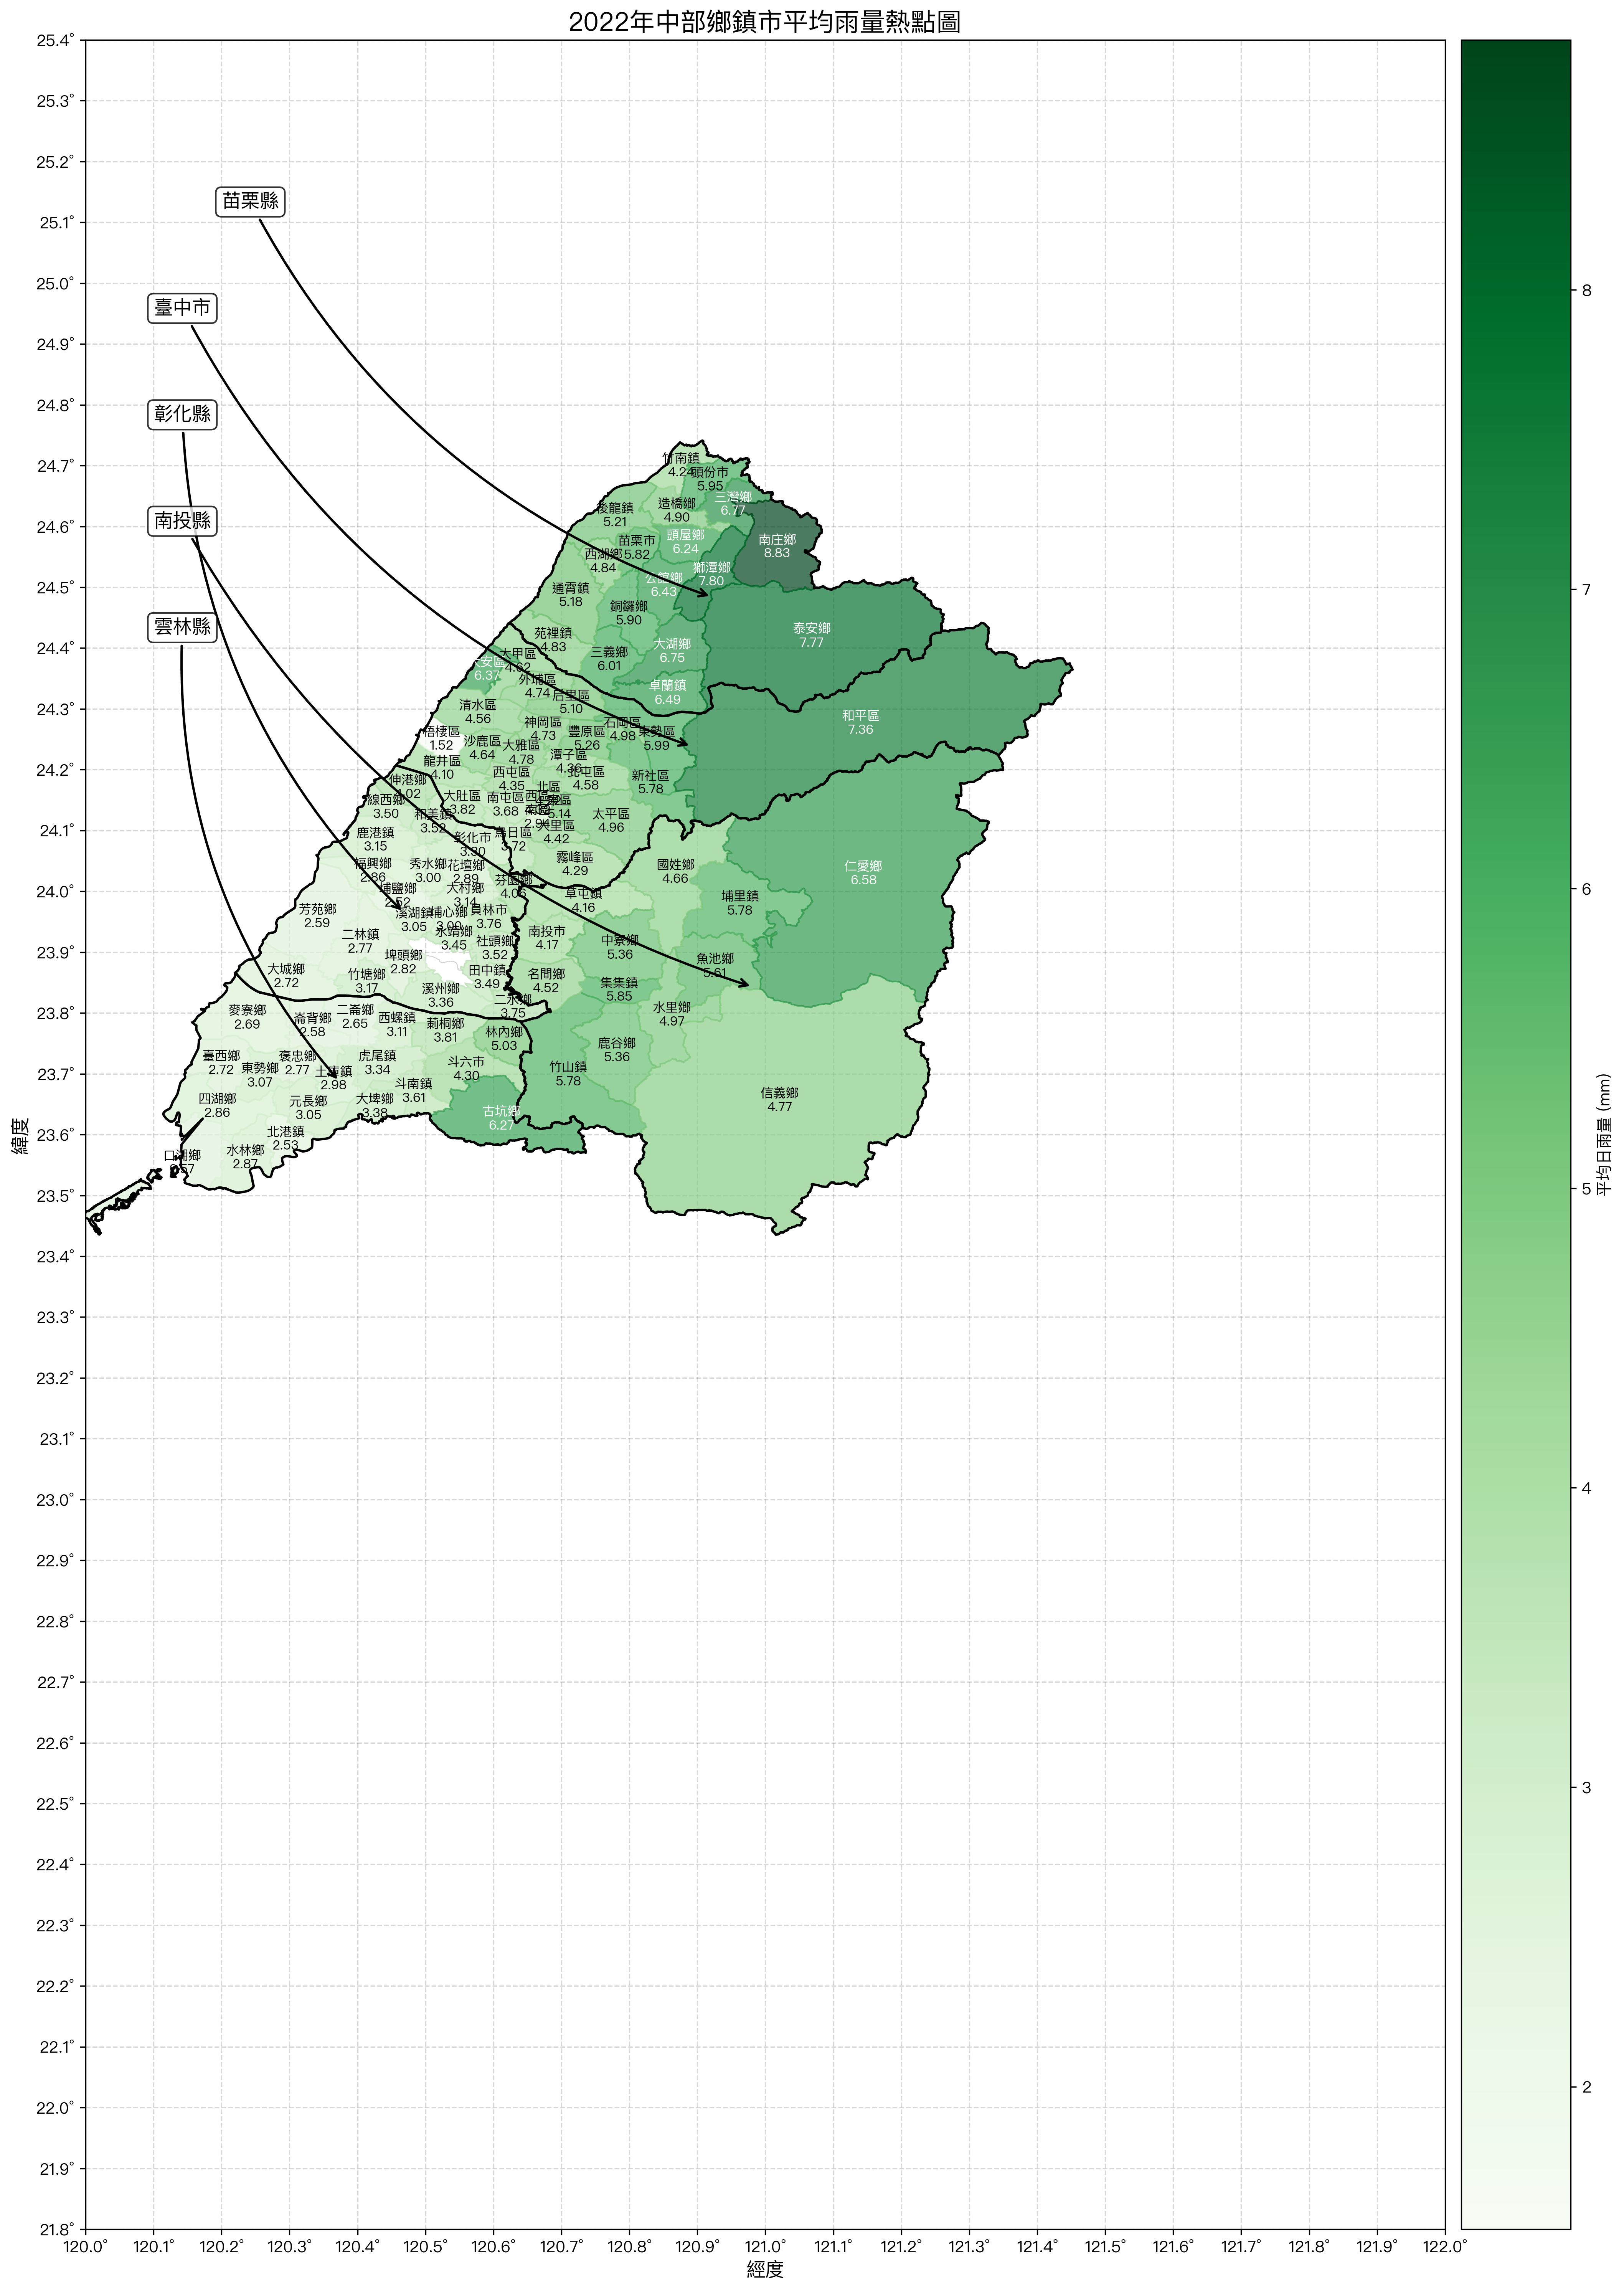 2022年中部鄉鎮市平均雨量熱點圖
25.4°
25.3°
25.2°
25.1°
25.0°
24.9°
24.8°
24.7°
24.6°
24.5°
24.4°
24.3°
24.2°
24.1°
24.0°
23.9°
23.8°
23.7°
23.6°
23.5°
23.4°
23.3°
23.2°
23.1°
23.0°
22.9°
22.8°
22.7°
22.6°
22.5°
22.4°
22.3°
22.2°
22.1°
22.0°
21.9°
21.8°
緯度
苗栗縣
臺中市
彰化縣
南投縣
雲林縣
竹南鎮
4.24
頭份市
5.95
三灣鄉
6.77
後龍鎮
5.21
造橋鄉
4.90
頭屋鄉
6.24
南庄鄉
8.83
苗栗市
5.82
西湖鄉
4.84
獅潭鄉
7.80
公館鄉
6.43
通霄鎮
5.18
銅鑼鄉
5.90
泰安鄉
7.77
苑裡鎮
4.83
大湖鄉
6.75
三義鄉
6.01
卓蘭鎮
6.49
大甲區
4.62
大安區
6.37
外埔區
4.74
后里區
5.10
清水區
4.56
和平區
7.36
神岡區
4.73
石岡區
4.98
豐原區
5.26
東勢區
5.99
梧棲區
1.52
沙鹿區
4.64
大雅區
4.78
潭子區
4.36
龍井區
4.10
西屯區
4.35
北屯區
4.58
新社區
5.78
伸港鄉
4.02
北區
大肚區
3.82
南屯區
3.68
西區
5.14
線西鄉
3.50
和美鎮
3.52
南區
2.94
太平區
4.96
大里區
4.42
烏日區
3.72
鹿港鎮
3.15
彰化市
3.30
霧峰區
4.29
福興鄉
2.86
秀水鄉
3.00
花壇鄉
2.89
國姓鄉
4.66
仁愛鄉
6.58
芬園鄉
4.06
埔鹽鄉
2.52
大村鄉
3.14
草屯鎮
4.16
埔里鎮
5.78
芳苑鄉
2.59
溪湖鎮
3.05
埔心鄉
3.00
員林市
3.76
二林鎮
2.77
永靖鄉
3.45
社頭鄉
3.52
南投市
4.17
中寮鄉
5.36
埤頭鄉
2.82
魚池鄉
5.61
大城鄉
2.72
竹塘鄉
3.17
田中鎮
3.49
名間鄉
4.52
集集鎮
5.85
溪州鄉
3.36
二水鄉
3.75
水里鄉
4.97
麥寮鄉
2.69
崙背鄉
2.58
二崙鄉
2.65
西螺鎮
3.11
莿桐鄉
3.81
林內鄉
5.03
鹿谷鄉
5.36
臺西鄉
2.72
東勢鄉
3.07
褒忠鄉
2.77
虎尾鎮
3.34
土庫鎮
2.98
斗六市
4.30
竹山鎮
5.78
斗南鎮
3.61
信義鄉
4.77
四湖鄉
2.86
元長鄉
3.05
大埤鄉
3.38
古坑鄉
6.27
北港鎮
2.53
水林鄉
2.87
口湖鄉
120.0°
120.1°
120.2°
120.3°
120.4°
120.5°
120.6°
120.7°
120.8°
120.9°
121.0°
121.1°
121.2°
121.3°
121.4°
121.5°
121.6°
121.7°
121.8°
121.9°
122.0°
經度
8
7
6
5
4
3
2
平均日雨量 (mm)